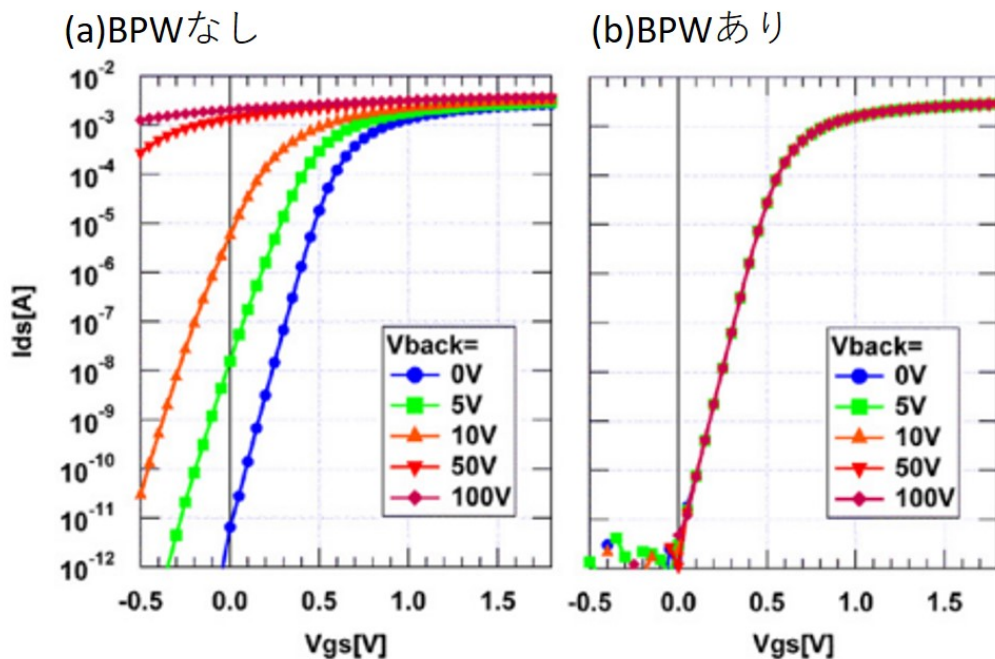 (a)BPWなし
(b)BPWあり
Ids[A]
10-2
10-3
10-4
10-5
10-6
10-7
10-8
10-9
10-10
10-11
10-12
Vback=
0V
5V
10V
50V
100V
-0.5 0.0 0.5 1.0 1.5
Vgs[V]
Vback=
0V
5V
10V
50V
100V
-0.5 0.0 0.5 1.0 1.5
Vgs[V]